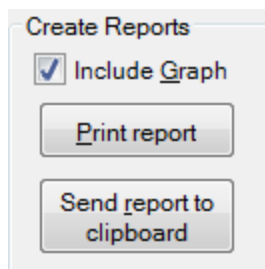 Create Reports
Include Graph
Print report
Send report to
clipboard